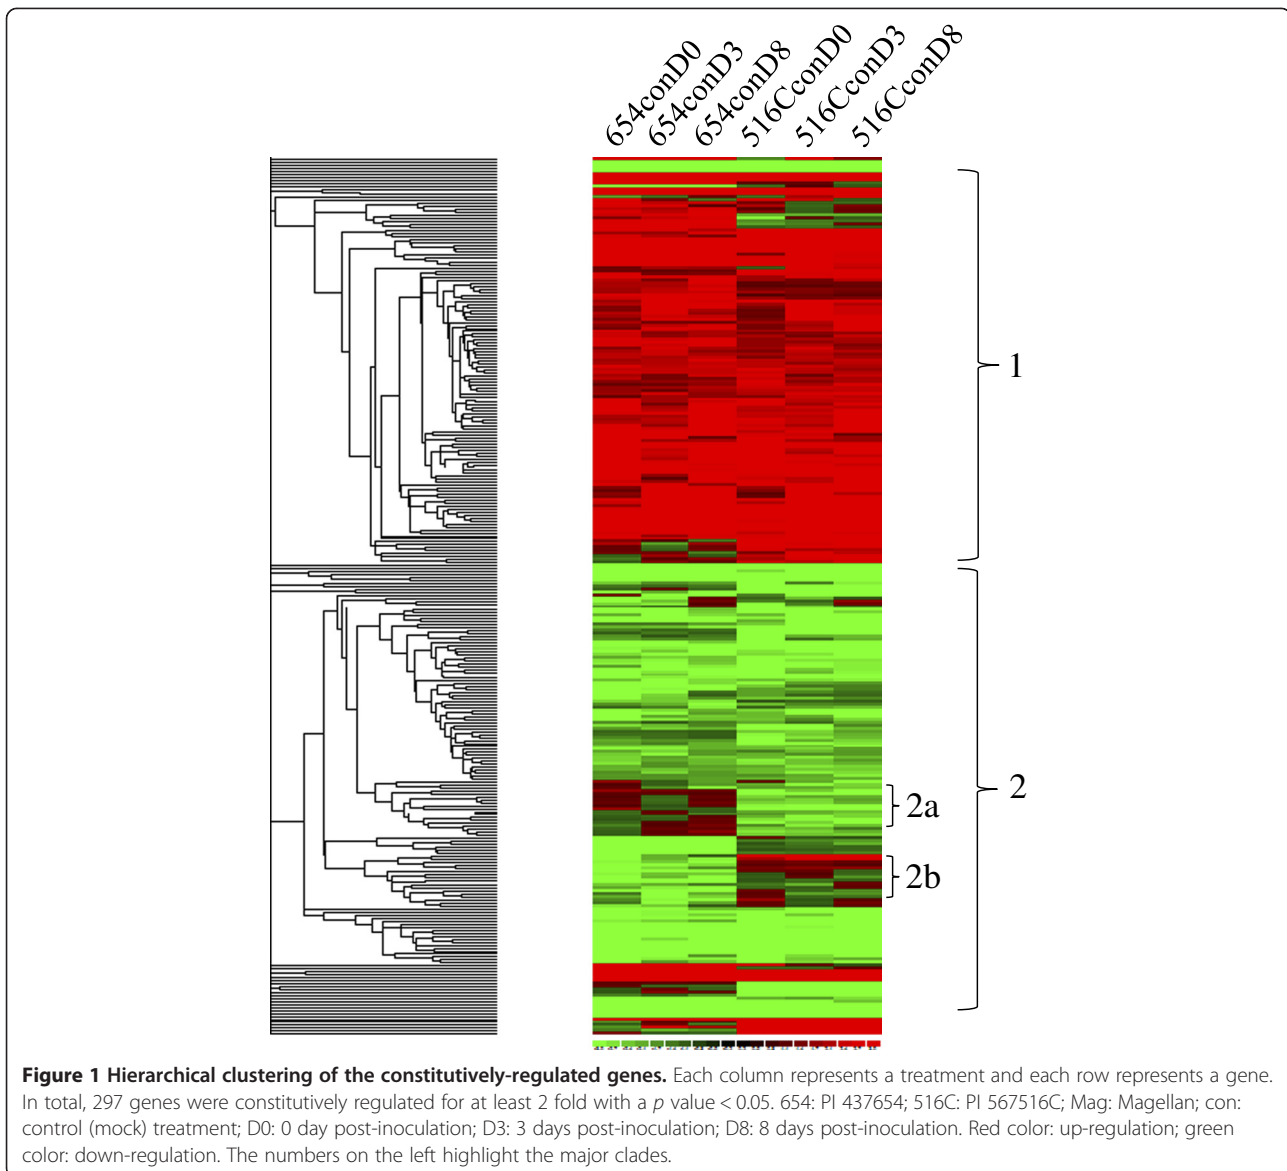 654conD0
654conD3
654conD8
516CconD0
516CconD3
516CconD8
1
2
2a
2b
Figure 1 Hierarchical clustering of the constitutively-regulated genes. Each column represents a treatment and each row represents a gene.
In total, 297 genes were constitutively regulated for at least 2 fold with a p value < 0.05. 654: PI 437654; 516C: PI 567516C; Mag: Magellan; con:
control (mock) treatment; D0: 0 day post-inoculation; D3: 3 days post-inoculation; D8: 8 days post-inoculation. Red color: up-regulation; green
color: down-regulation. The numbers on the left highlight the major clades.